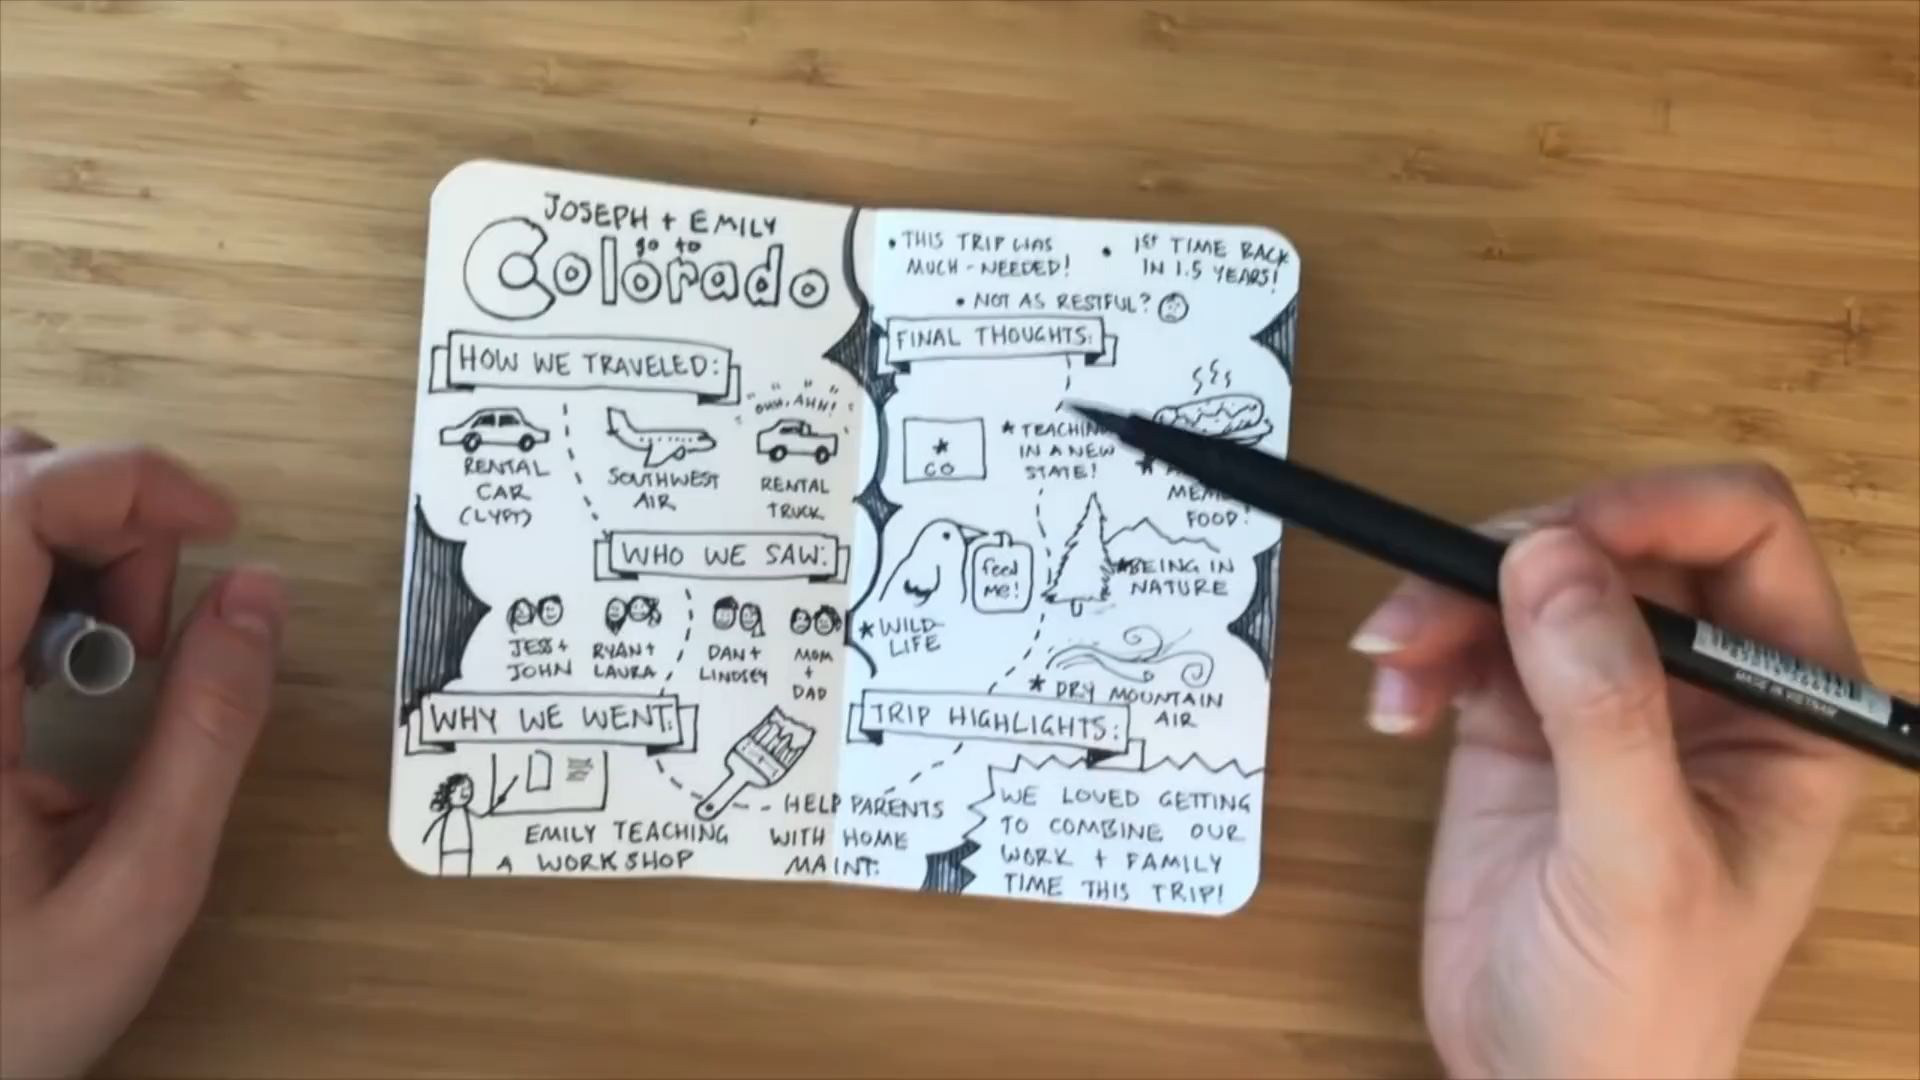 JOSEPH + EMILY
go to
Colorado
HOW WE TRAVELED:
RENTAL
CAR
SOUTHWEST
AIR
"OHH, AHH!"
RENTAL
TRUCK
WHO WE SAW:
JESS +
JOHN
RYAN +
LAURA
DAN +
LINDSEY
MOM
+
DAD
WHY WE WENT:
EMILY TEACHING
A WORKSHOP
HELP PARENTS
WITH HOME
MAINT.
• THIS TRIP WAS
MUCH-NEEDED!
• 1ST TIME BACK
IN 1.5 YEARS!
• NOT AS RESTFUL?
FINAL THOUGHTS:
* CO
* TEACHING
IN A NEW
STATE!
FOOD!
feed
me!
* WILD-
LIFE
* BEING IN
NATURE
* DRY MOUNTAIN
AIR
TRIP HIGHLIGHTS:
WE LOVED GETTING
TO COMBINE OUR
WORK + FAMILY
TIME THIS TRIP!
MADE IN VIETNAM